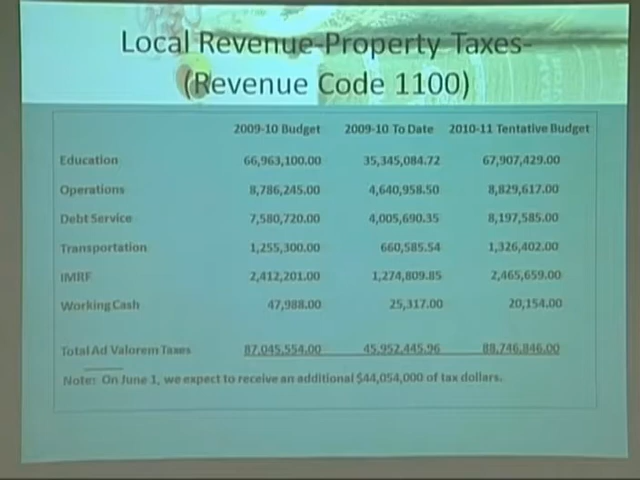 Local Revenue-Property Taxes-
(Revenue Code 1100)
2009-10 Budget 2009-10 To Date 2010-11 Tentative Budget
Education 66,963,100.00 35,345,084.72 67,907,429.00
Operations 8,786,245.00 4,640,958.50 8,829,617.00
Debt Service 7,580,720.00 4,005,690.35 8,197,585.00
Transportation 1,255,300.00 660,585.54 1,326,402.00
IMRF 2,412,201.00 1,274,809.85 2,465,659.00
Working Cash 47,988.00 25,317.00 20,154.00
Total Ad Valorem Taxes 87,045,554.00 45,952,445.96 88,746,846.00
Note: On June 1, we expect to receive an additional $44,054,000 of tax dollars.